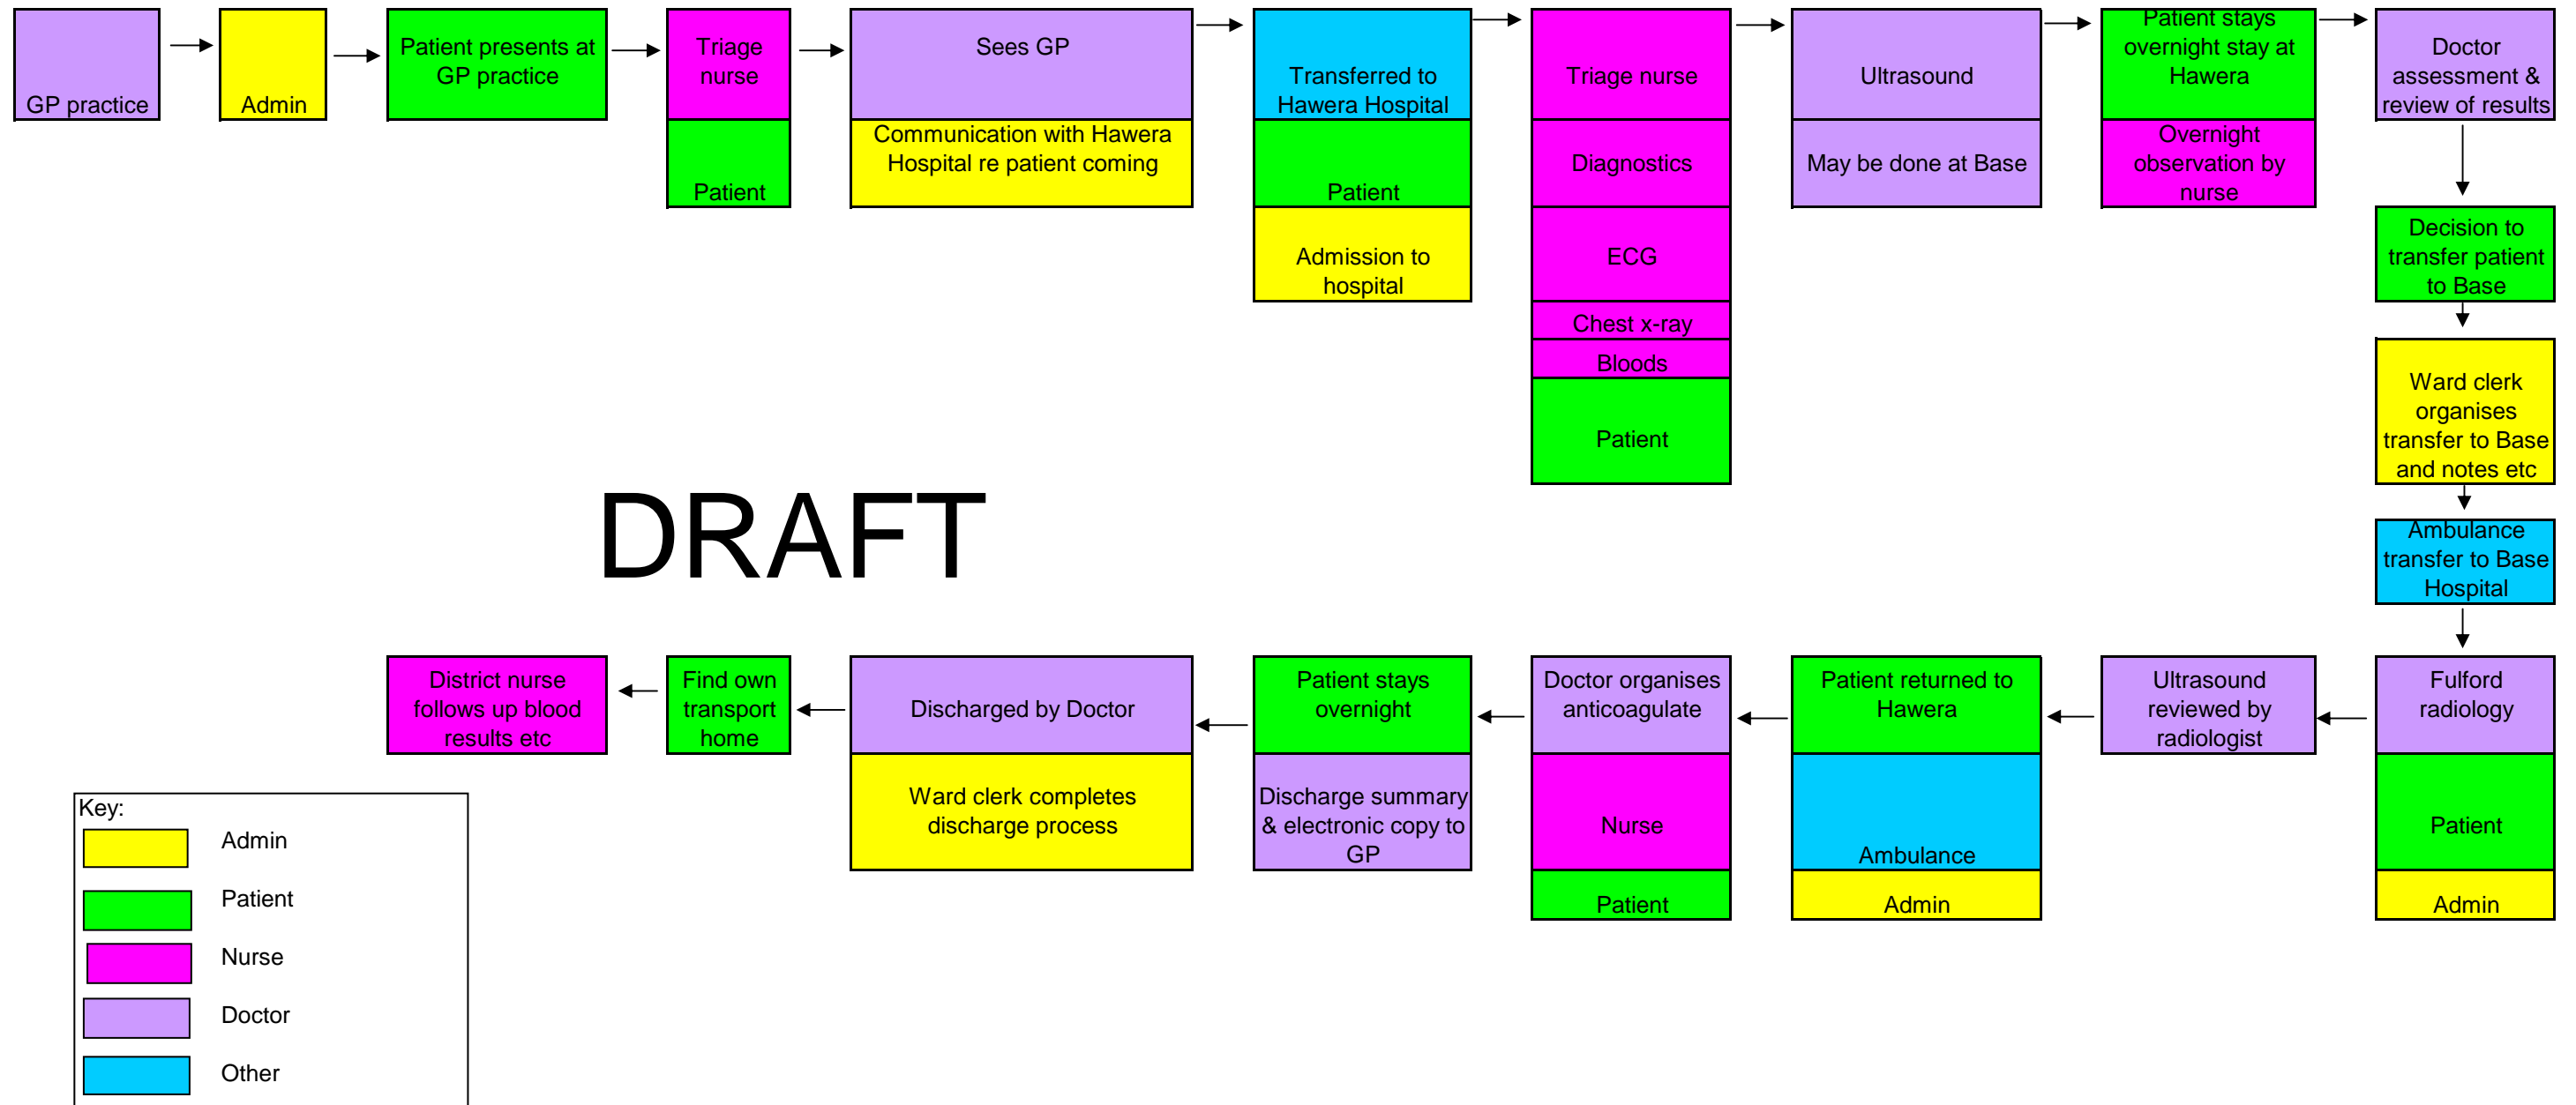 GP practice
Admin
Patient presents at
GP practice
Triage
nurse
Patient
Sees GP
Communication with Hawera
Hospital re patient coming
Transferred to
Hawera Hospital
Patient
Admission to
hospital
Triage nurse
Diagnostics
ECG
Chest x-ray
Bloods
Patient
Ultrasound
May be done at Base
Patient stays
overnight stay at
Hawera
Overnight
observation by
nurse
Doctor
assessment &
review of results
Decision to
transfer patient
to Base
Ward clerk
organises
transfer to Base
and notes etc
Ambulance
transfer to Base
Hospital
DRAFT
Fulford
radiology
Patient
Admin
Ultrasound
reviewed by
radiologist
Patient returned to
Hawera
Ambulance
Admin
Doctor organises
anticoagulate
Nurse
Patient
Patient stays
overnight
Discharge summary
& electronic copy to
GP
Discharged by Doctor
Ward clerk completes
discharge process
Find own
transport
home
District nurse
follows up blood
results etc
Key:
Admin
Patient
Nurse
Doctor
Other